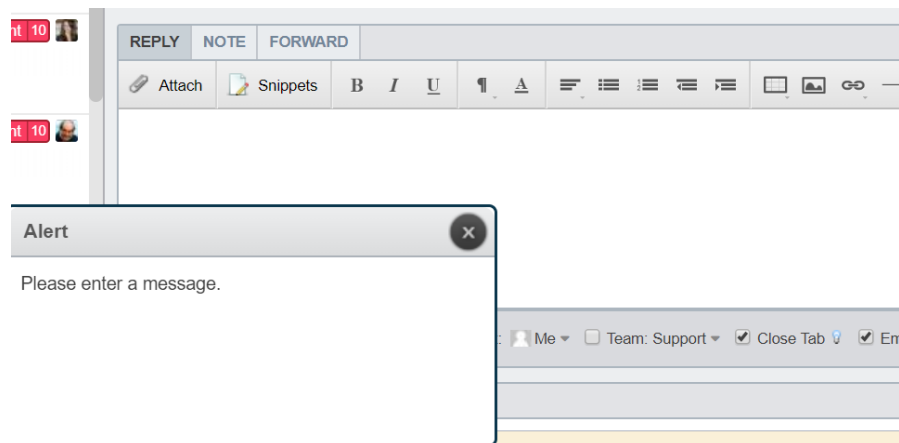 nt 10
REPLY NOTE FORWARD
Attach Snippets B I U ¶ A
nt 10
Alert
Please enter a message.
: Me Team: Support Close Tab Em